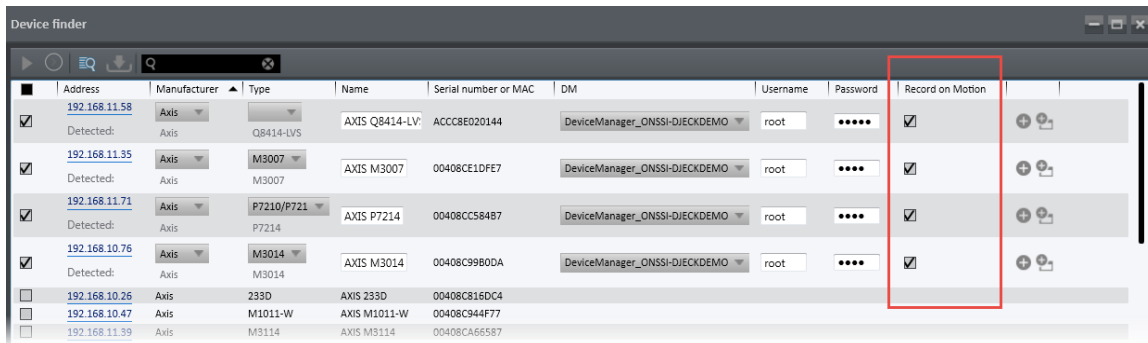 Device finder
Address Manufacturer Type Name Serial number or MAC DM Username Password Record on Motion
192.168.11.58 Axis AXIS Q8414-LV ACCC8E020144 DeviceManager_ONSSI-DJECKDEMO root •••••
Detected: Axis Q8414-LVS
192.168.11.35 Axis M3007 AXIS M3007 00408CE1DFE7 DeviceManager_ONSSI-DJECKDEMO root ••••
Detected: Axis M3007
192.168.11.71 Axis P7210/P721 AXIS P7214 00408CC584B7 DeviceManager_ONSSI-DJECKDEMO root ••••
Detected: Axis P7214
192.168.10.76 Axis M3014 AXIS M3014 00408C99B0DA DeviceManager_ONSSI-DJECKDEMO root ••••
Detected: Axis M3014
192.168.10.26 Axis 233D AXIS 233D 00408C816DC4
192.168.10.47 Axis M1011-W AXIS M1011-W 00408C944F77
192.168.11.39 Axis M3114 AXIS M3114 00408CA66587